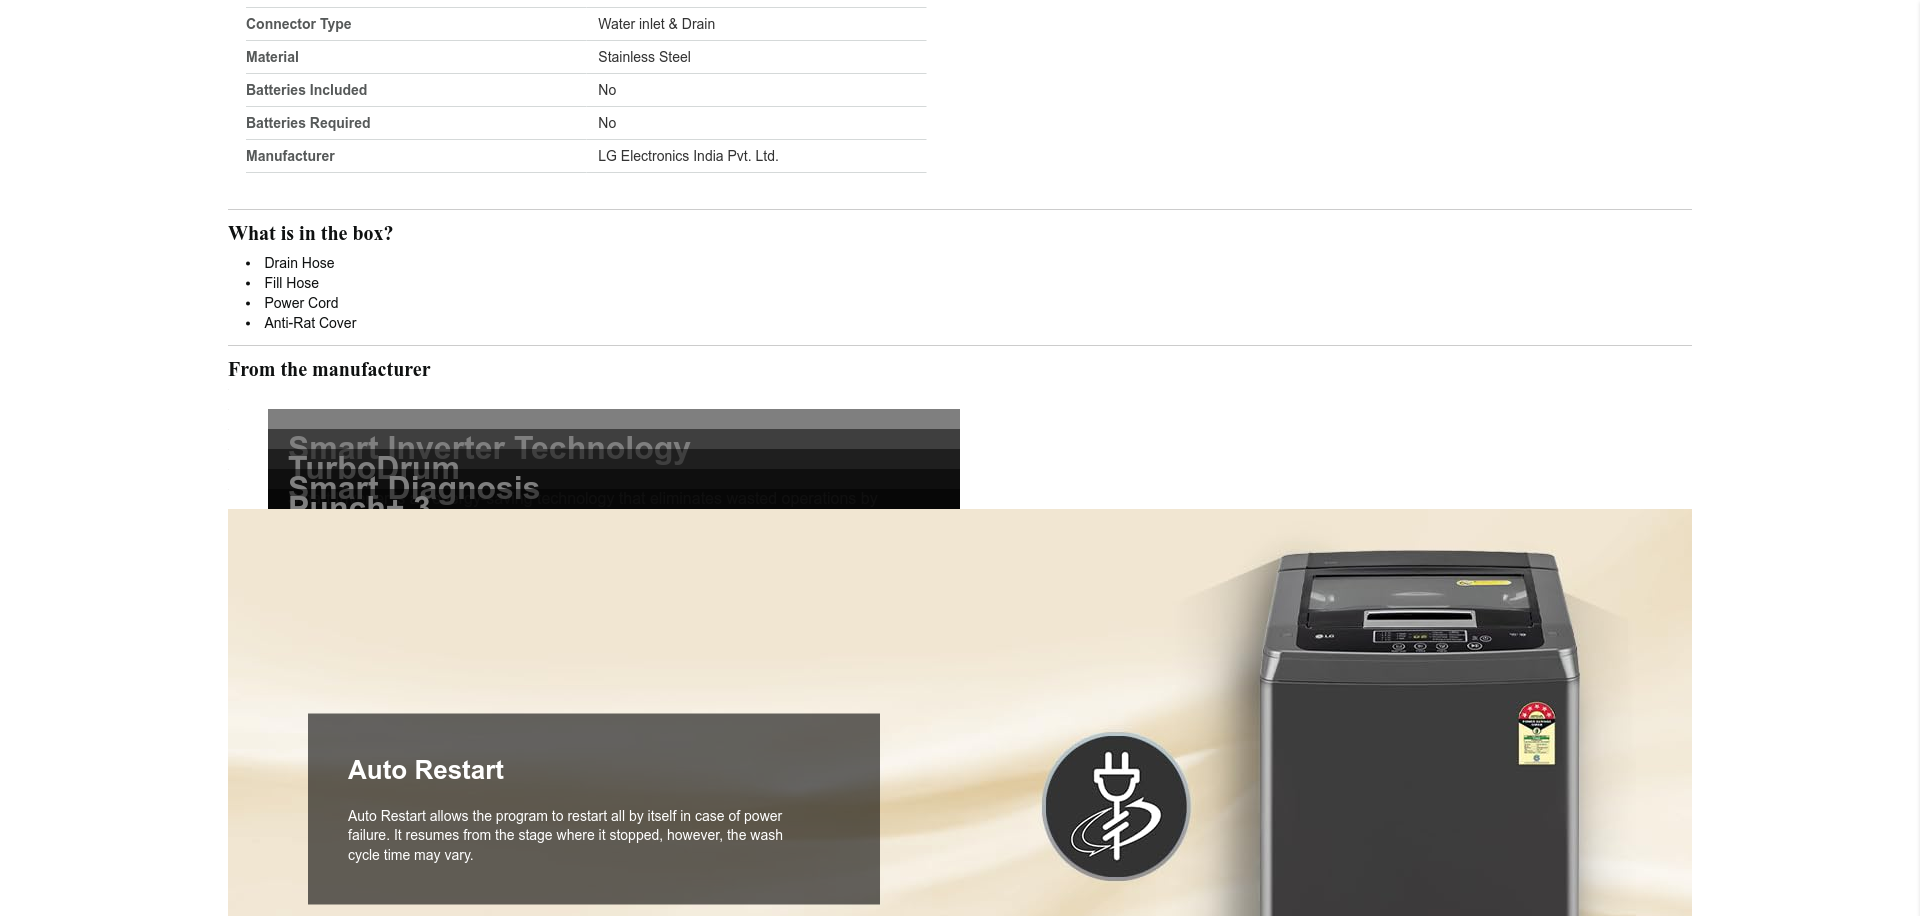 Connector Type Water inlet & Drain
Material Stainless Steel
Batteries Included No
Batteries Required No
Manufacturer LG Electronics India Pvt. Ltd.
What is in the box?
• Drain Hose
• Fill Hose
• Power Cord
• Anti-Rat Cover
From the manufacturer
Smart Inverter Technology
TurboDrum
Smart Diagnosis
technology that eliminates wasted operations by
Punch+ 3
LG
Auto Restart
Auto Restart allows the program to restart all by itself in case of power
failure. It resumes from the stage where it stopped, however, the wash
cycle time may vary.